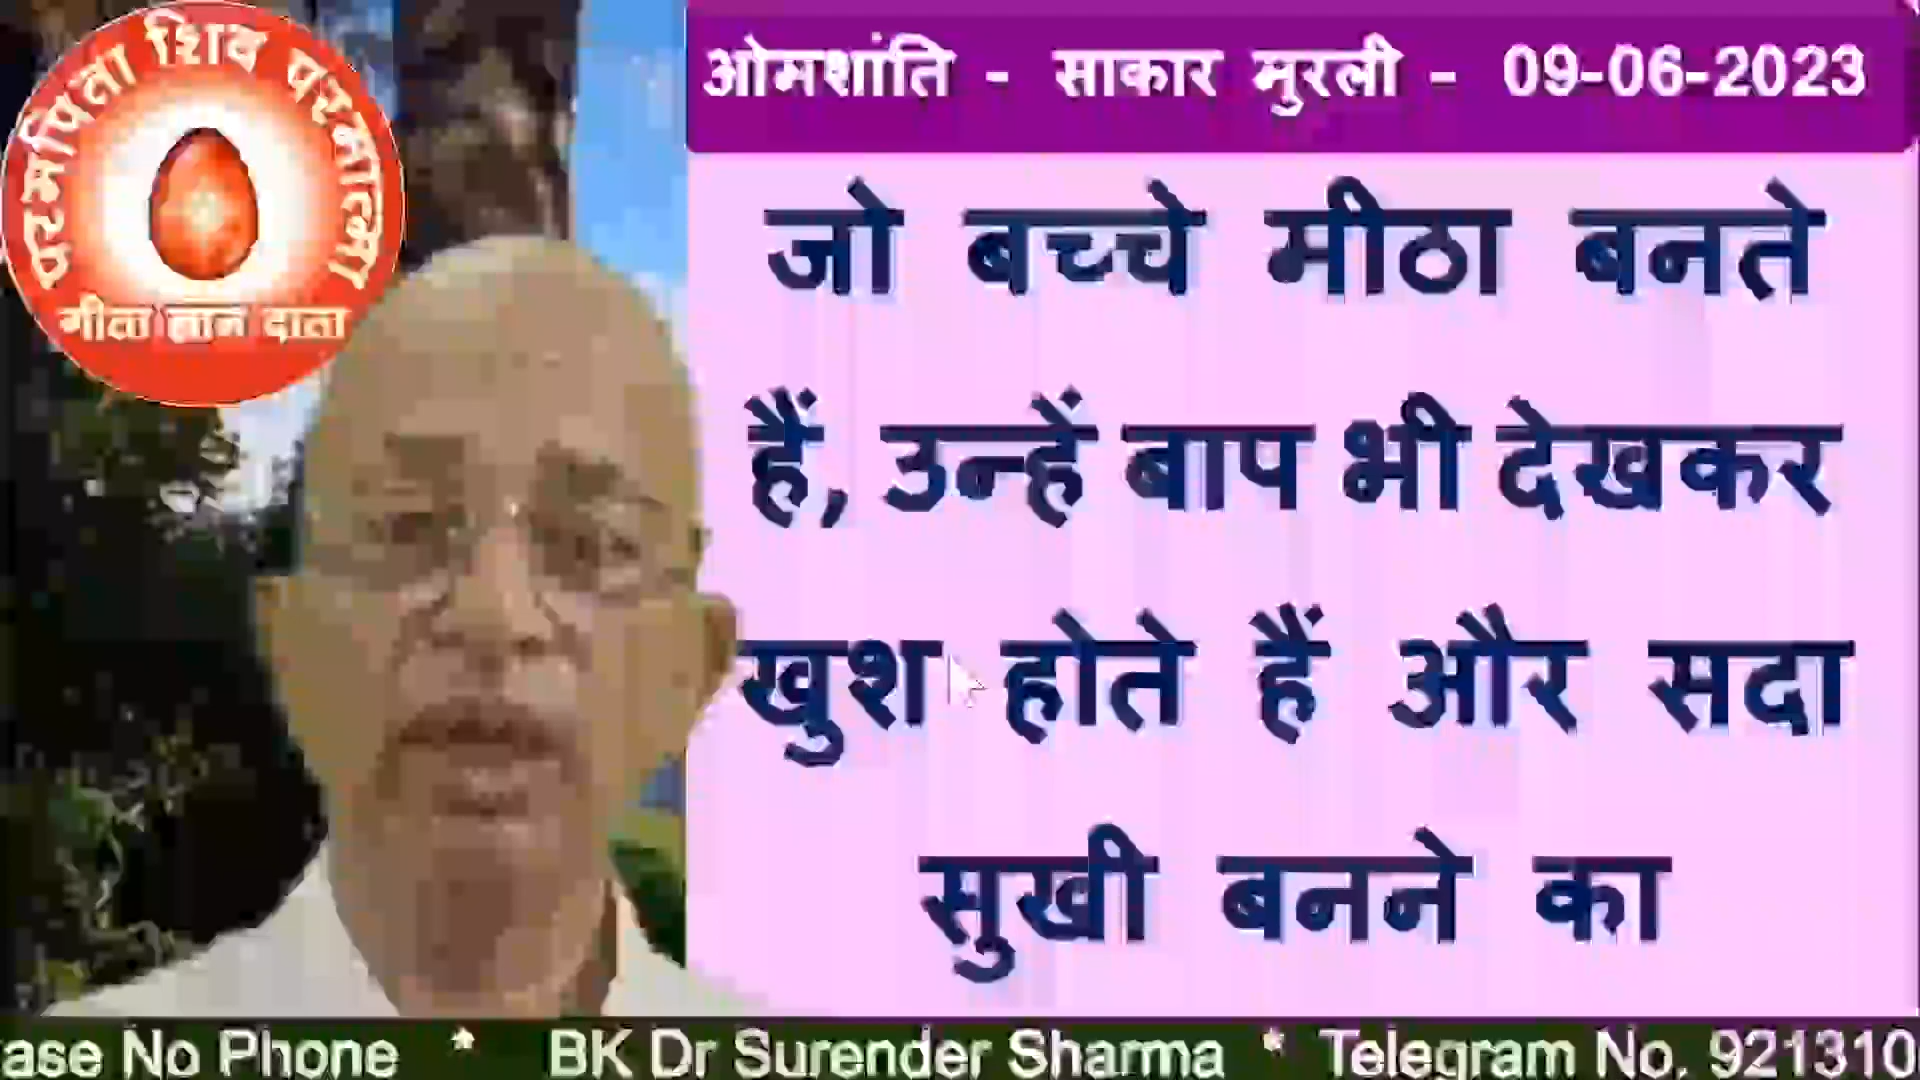 परमपिता शिव परमात्मा
गीता ज्ञान दाता
ओमशांति - साकार मुरली - 09-06-2023
जो बच्चे मीठा बनते
हैं, उन्हें बाप भी देखकर
खुश होते हैं और सदा
सुखी बनने का
ase No Phone * BK Dr Surender Sharma * Telegram No. 921310